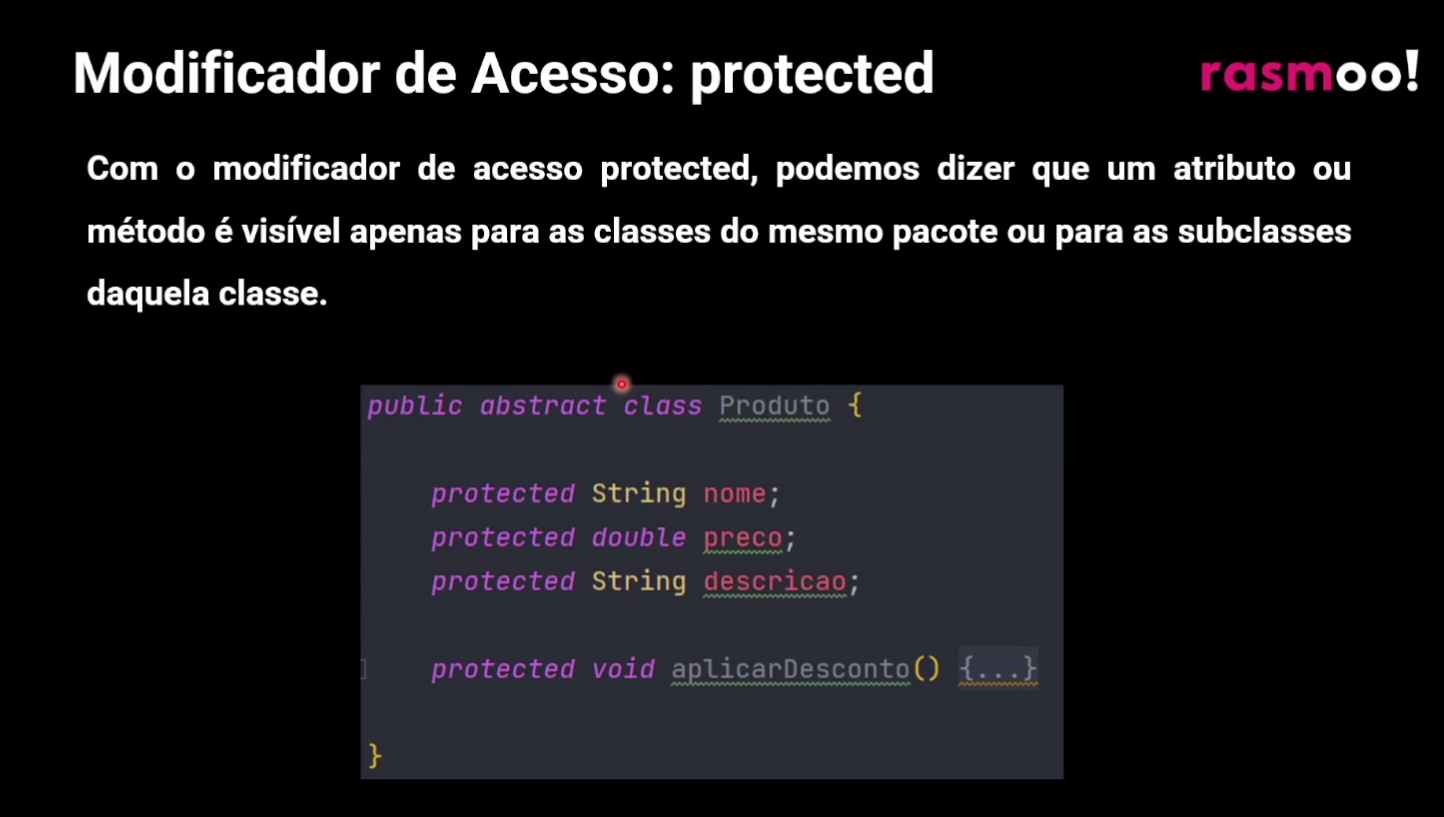 Modificador de Acesso: protected
rasmoo!
Com o modificador de acesso protected, podemos dizer que um atributo ou
método é visível apenas para as classes do mesmo pacote ou para as subclasses
daquela classe.
public abstract class Produto {
protected String nome;
protected double preco;
protected String descricao;
protected void aplicarDesconto() {...}
}